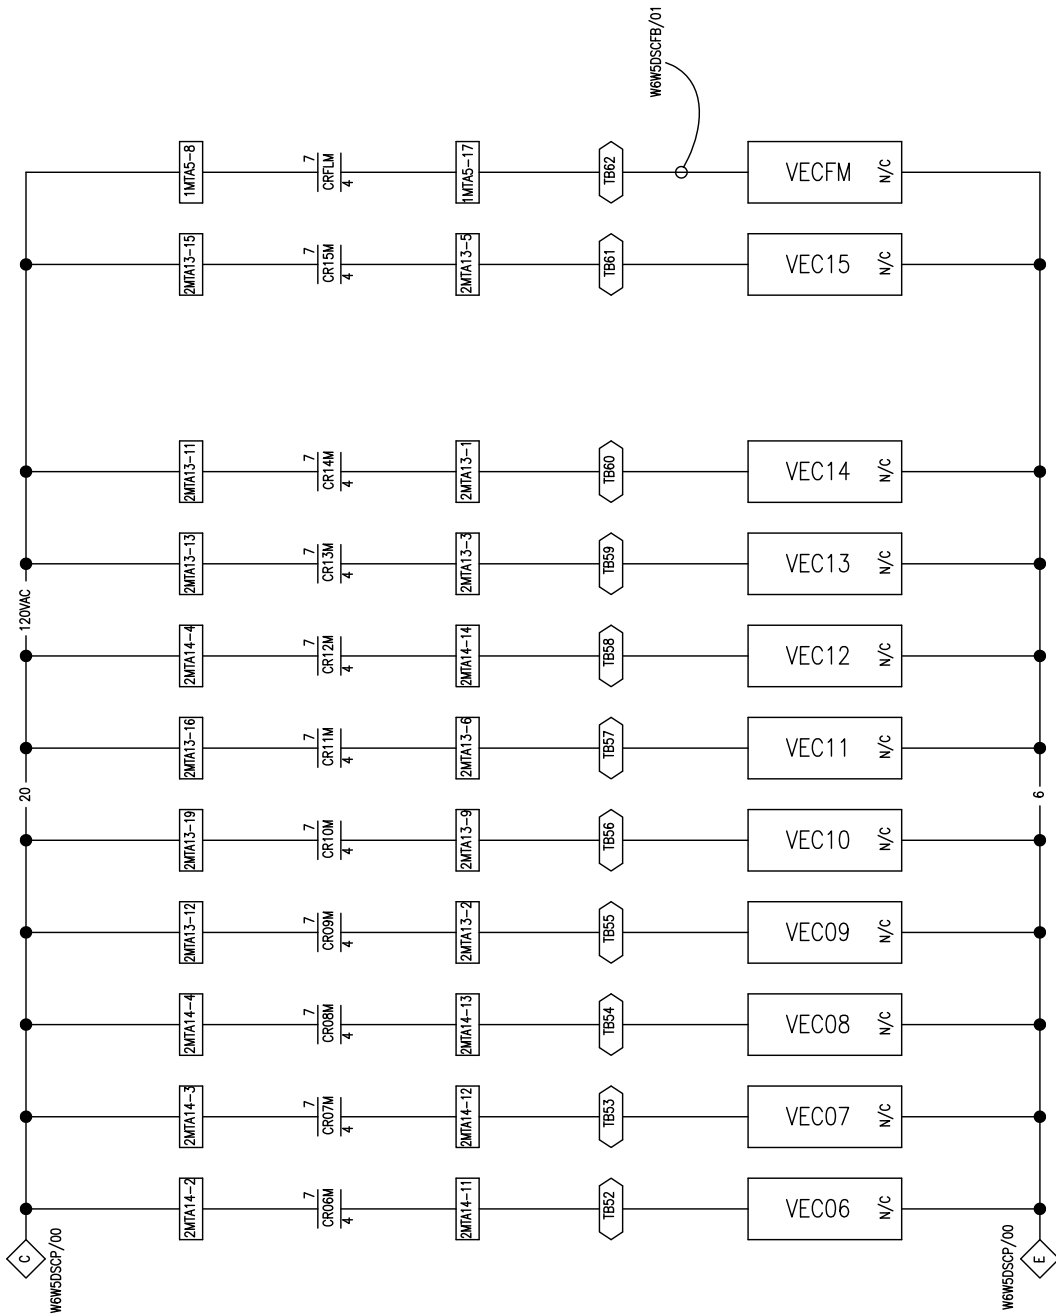 W6W5DSCFB/01
1MTA5-8
7
CRFLM
4
1MTA5-17
TB62
VECFM
N/C
2MTA13-15
7
CR15M
4
2MTA13-5
TB61
VEC15
N/C
2MTA13-11
7
CR14M
4
2MTA13-1
TB60
VEC14
N/C
120VAC
2MTA13-13
7
CR13M
4
2MTA13-3
TB59
VEC13
N/C
2MTA14-4
7
CR12M
4
2MTA14-14
TB58
VEC12
N/C
2MTA13-16
7
CR11M
4
2MTA13-6
TB57
VEC11
N/C
20
6
2MTA13-19
7
CR10M
4
2MTA13-9
TB56
VEC10
N/C
2MTA13-12
7
CR09M
4
2MTA13-2
TB55
VEC09
N/C
2MTA14-4
7
CR08M
4
2MTA14-13
TB54
VEC08
N/C
2MTA14-3
7
CR07M
4
2MTA14-12
TB53
VEC07
N/C
2MTA14-2
7
CR06M
4
2MTA14-11
TB52
VEC06
N/C
C
W6W5DSCP/00
E
W6W5DSCP/00